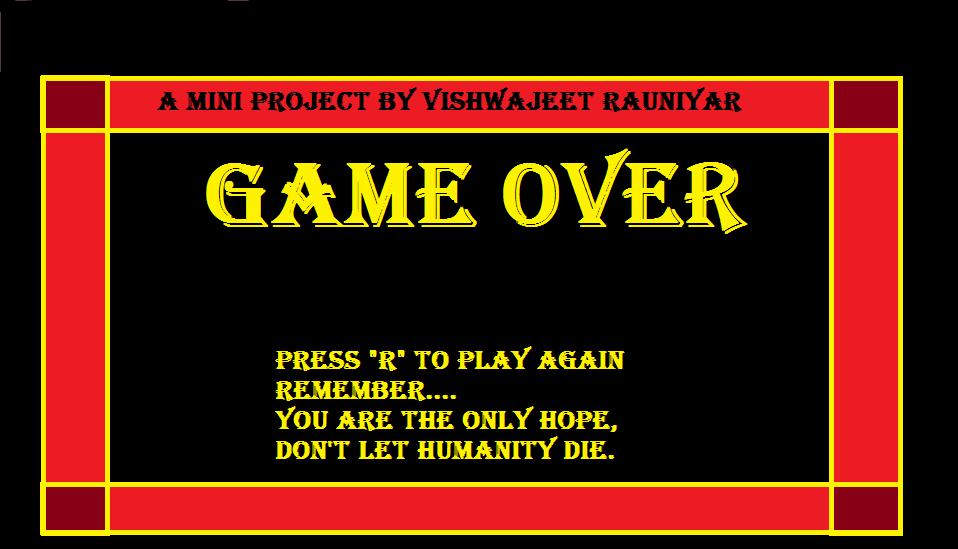 A MINI PROJECT BY VISHWAJEET RAUNIYAR
GAME OVER
PRESS "R" TO PLAY AGAIN
REMEMBER....
YOU ARE THE ONLY HOPE,
DON'T LET HUMANITY DIE.